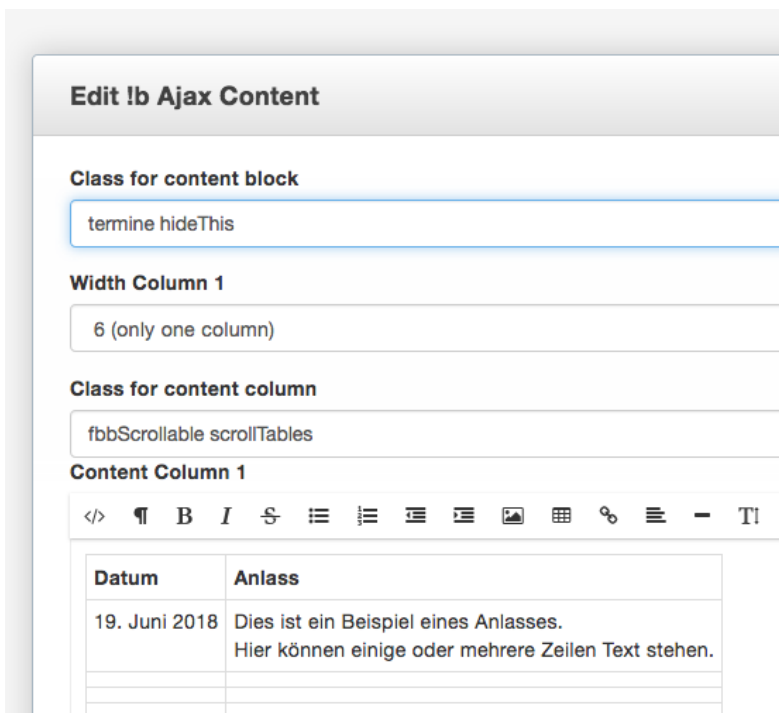 Edit !b Ajax Content
Class for content block
termine hideThis
Width Column 1
6 (only one column)
Class for content column
fbbScrollable scrollTables
Content Column 1
</> ¶ B I S T
Datum Anlass
19. Juni 2018 Dies ist ein Beispiel eines Anlasses.
Hier können einige oder mehrere Zeilen Text stehen.